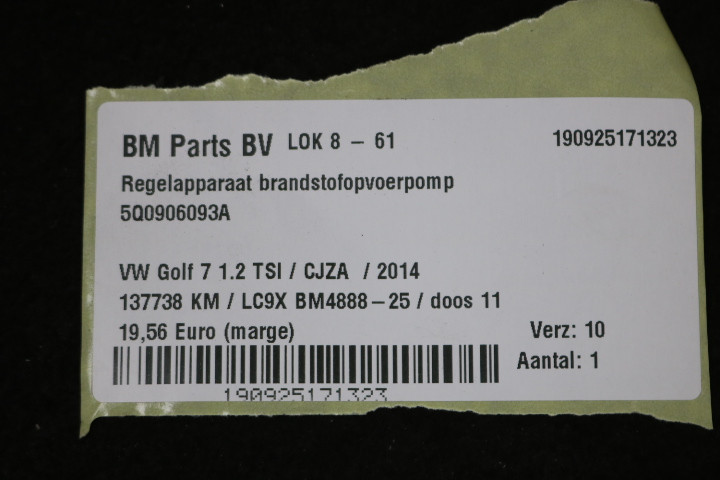 BM Parts BV LOK 8 - 61 190925171323
Regelapparaat brandstofopvoerpomp
5Q0906093A
VW Golf 7 1.2 TSI / CJZA / 2014
137738 KM / LC9X BM4888-25 / doos 11
19,56 Euro (marge) Verz: 10
Aantal: 1
190925171323